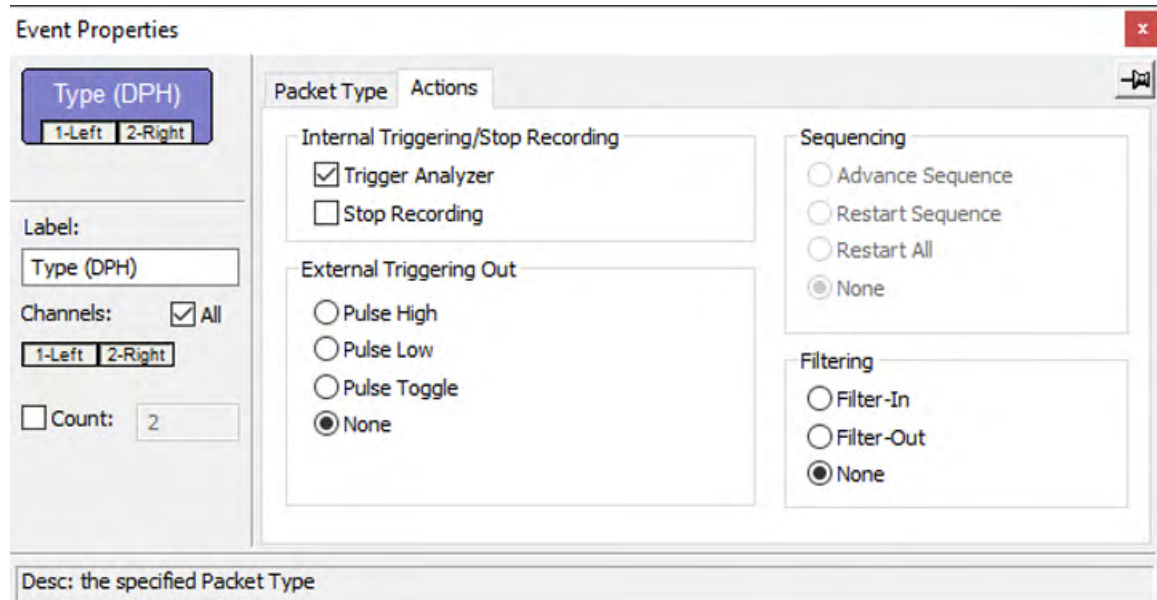 Event Properties
x
Type (DPH)
1-Left 2-Right
Label:
Type (DPH)
Channels: All
1-Left 2-Right
Count: 2
Packet Type Actions
Internal Triggering/Stop Recording
Trigger Analyzer
Stop Recording
External Triggering Out
Pulse High
Pulse Low
Pulse Toggle
None
Sequencing
Advance Sequence
Restart Sequence
Restart All
None
Filtering
Filter-In
Filter-Out
None
Desc: the specified Packet Type